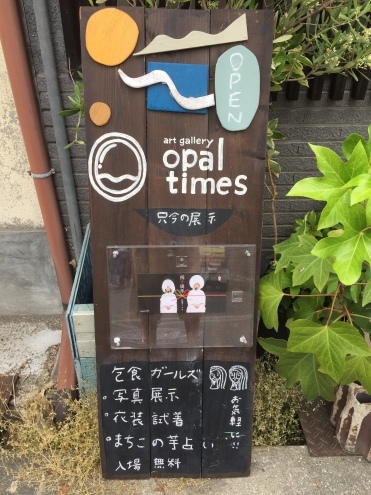 OPEN
art gallery
opal
times
只今の展示
乞食ガールズ
・写真展示
・衣装試着
・まちこの芋占い
入場 無料
お気軽に!!